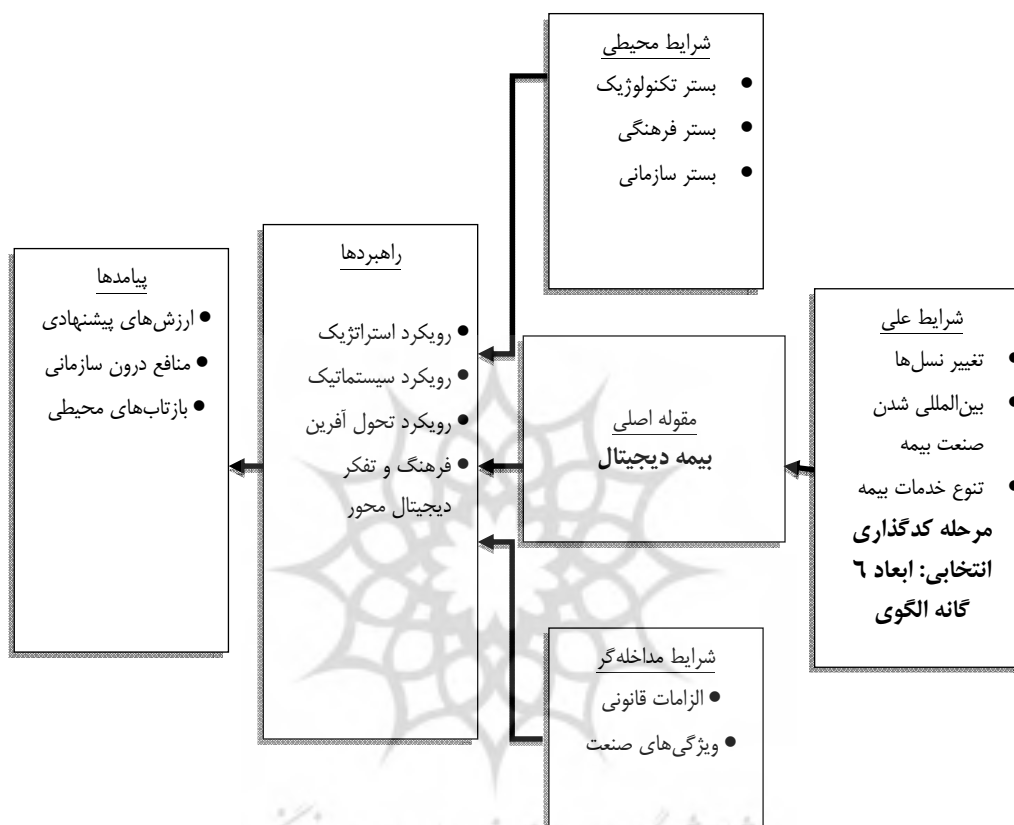 شرایط محیطی
● بستر تکنولوژیک
● بستر فرهنگی
● بستر سازمانی
شرایط علی
● تغییر نسل‌ها
● بین‌المللی شدن
صنعت بیمه
● تنوع خدمات بیمه
مرحله کدگذاری
انتخابی: ابعاد ٦
گانه الگوی
مقوله اصلی
بیمه دیجیتال
شرایط مداخله‌گر
● الزامات قانونی
● ویژگی‌های صنعت
راهبردها
● رویکرد استراتژیک
● رویکرد سیستماتیک
● رویکرد تحول آفرین
● فرهنگ و تفکر
دیجیتال محور
پیامدها
● ارزش‌های پیشنهادی
● منافع درون سازمانی
● بازتاب‌های محیطی